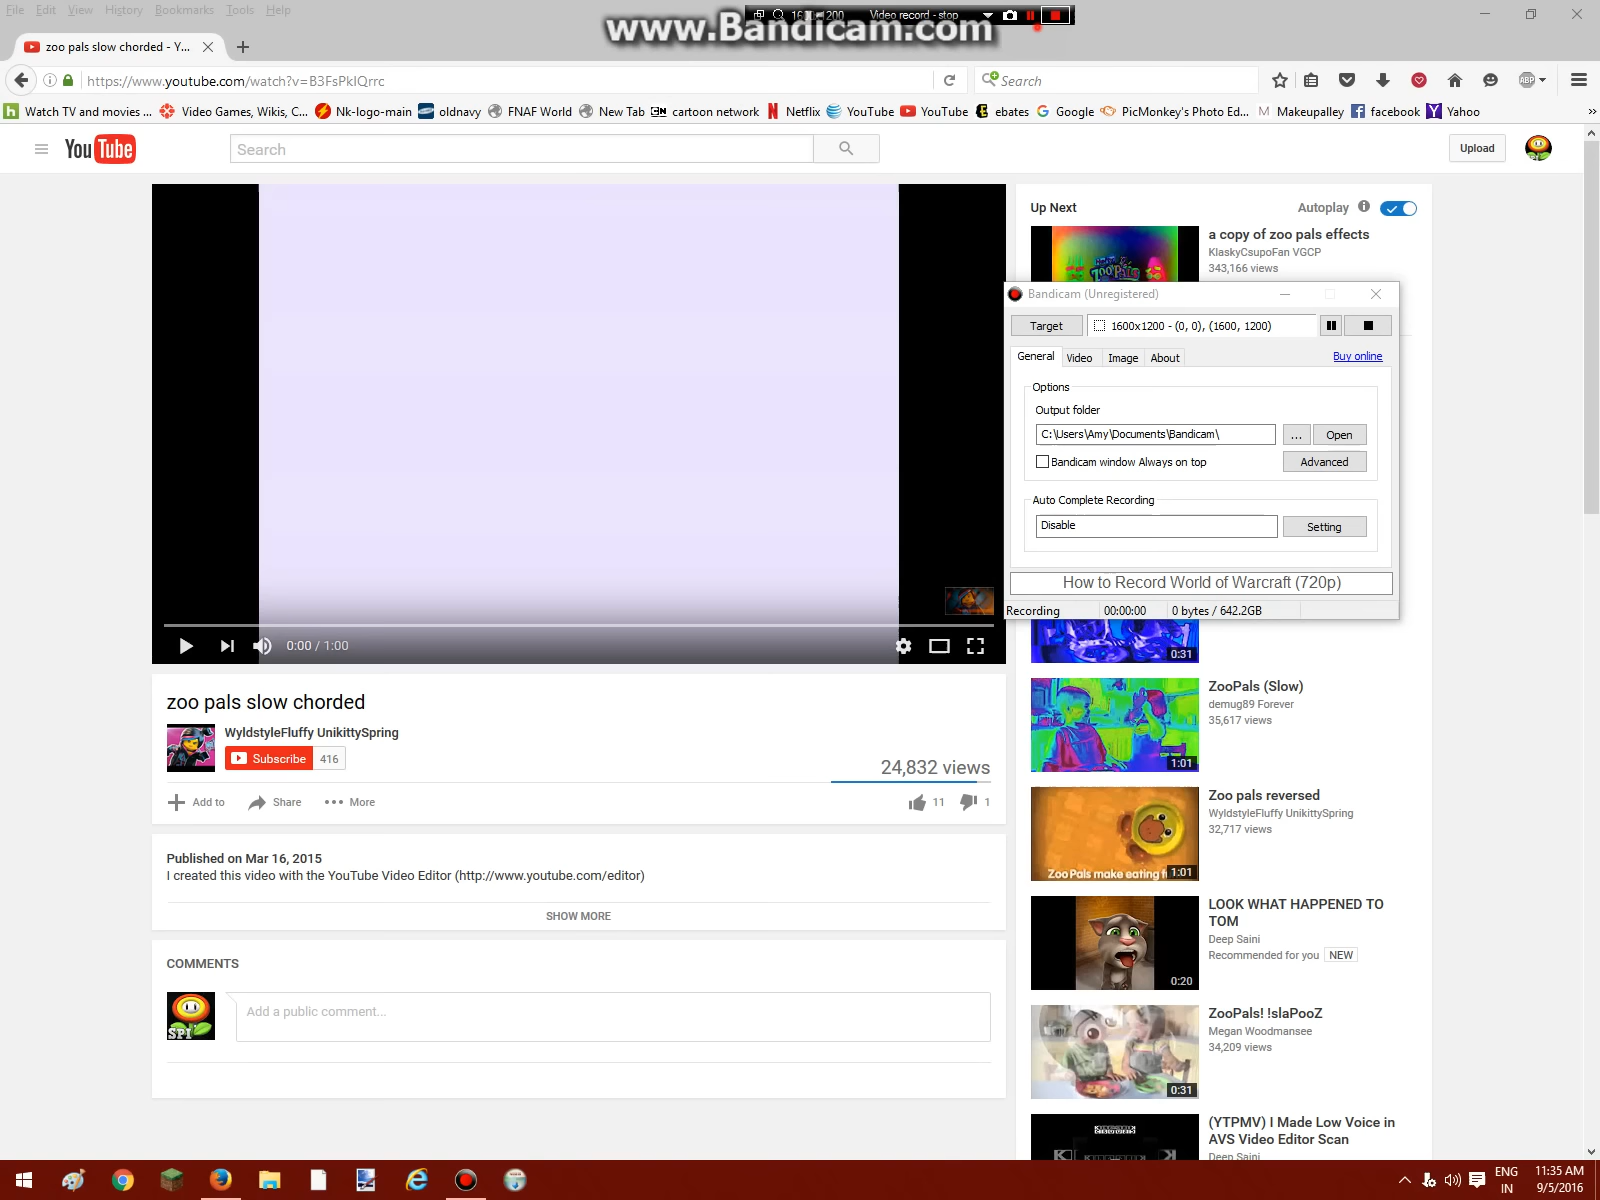 File Edit View History Bookmarks Tools Help
1600x1200 Video record - stop
www.Bandicam.com
zoo pals slow chorded - Y...
https://www.youtube.com/watch?v=B3FsPkIQrrc
Search
ABP
Watch TV and movies ... Video Games, Wikis, C... Nk-logo-main oldnavy FNAF World New Tab cartoon network Netflix YouTube YouTube ebates Google PicMonkey's Photo Ed... Makeupalley facebook Yahoo
YouTube
Search
Upload
Up Next
Autoplay
a copy of zoo pals effects
KlaskyCsupoFan VGCP
343,166 views
Bandicam (Unregistered)
Target
1600x1200 - (0, 0), (1600, 1200)
General Video Image About
Buy online
Options
Output folder
C:\Users\Amy\Documents\Bandicam\
... Open
Bandicam window Always on top
Advanced
Auto Complete Recording
Disable
Setting
How to Record World of Warcraft (720p)
Recording 00:00:00 0 bytes / 642.2GB
0:00 / 1:00
0:31
zoo pals slow chorded
WyldstyleFluffy UnikittySpring
Subscribe 416
24,832 views
Add to Share More
11 1
Published on Mar 16, 2015
I created this video with the YouTube Video Editor (http://www.youtube.com/editor)
SHOW MORE
COMMENTS
SPI
Add a public comment...
ZooPals (Slow)
demug89 Forever
35,617 views
1:01
Zoo pals reversed
WyldstyleFluffy UnikittySpring
32,717 views
ZooPals make eating f
1:01
LOOK WHAT HAPPENED TO
TOM
Deep Saini
Recommended for you NEW
0:20
ZooPals! !slaPooZ
Megan Woodmansee
34,209 views
0:31
(YTPMV) I Made Low Voice in
AVS Video Editor Scan
Deep Saini
ENG
IN
11:35 AM
9/5/2016